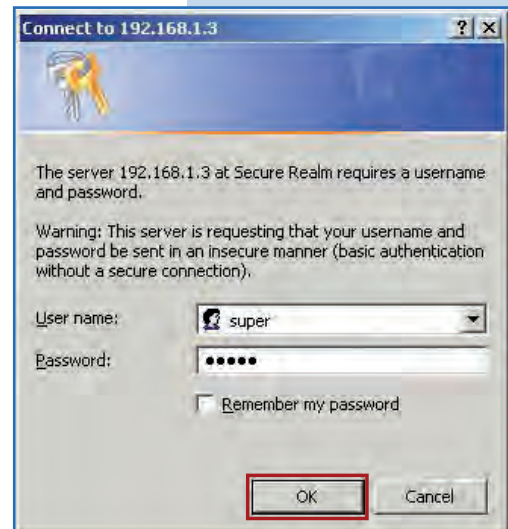 Connect to 192.168.1.3
The server 192.168.1.3 at Secure Realm requires a username
and password.
Warning: This server is requesting that your username and
password be sent in an insecure manner (basic authentication
without a secure connection).
User name:
super
Password:
•••••
Remember my password
OK
Cancel